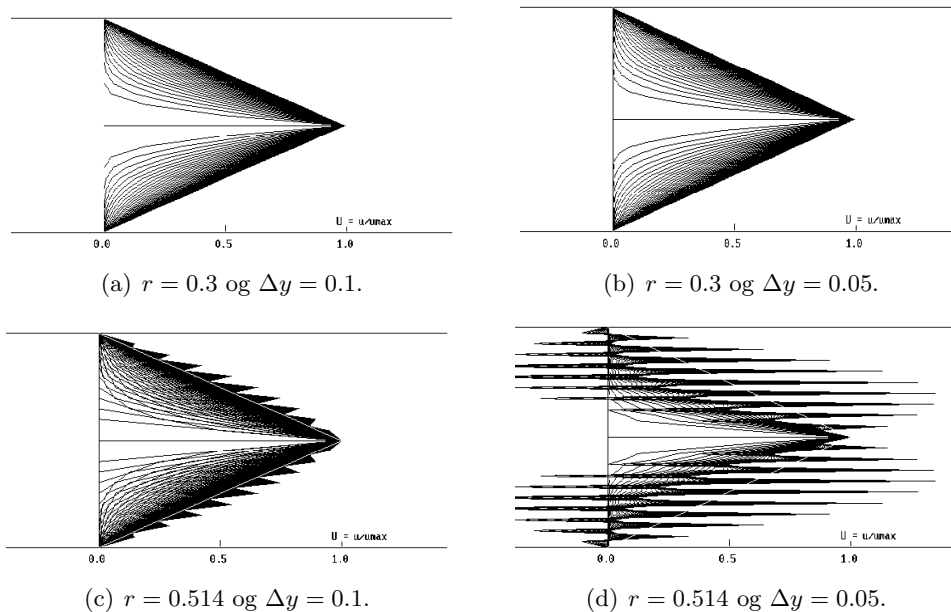 U = u/umax
0.0 0.5 1.0
(a) r = 0.3 og Δy = 0.1.
U = u/umax
0.0 0.5 1.0
(b) r = 0.3 og Δy = 0.05.
U = u/umax
0.0 0.5 1.0
(c) r = 0.514 og Δy = 0.1.
U = u/umax
0.0 0.5 1.0
(d) r = 0.514 og Δy = 0.05.